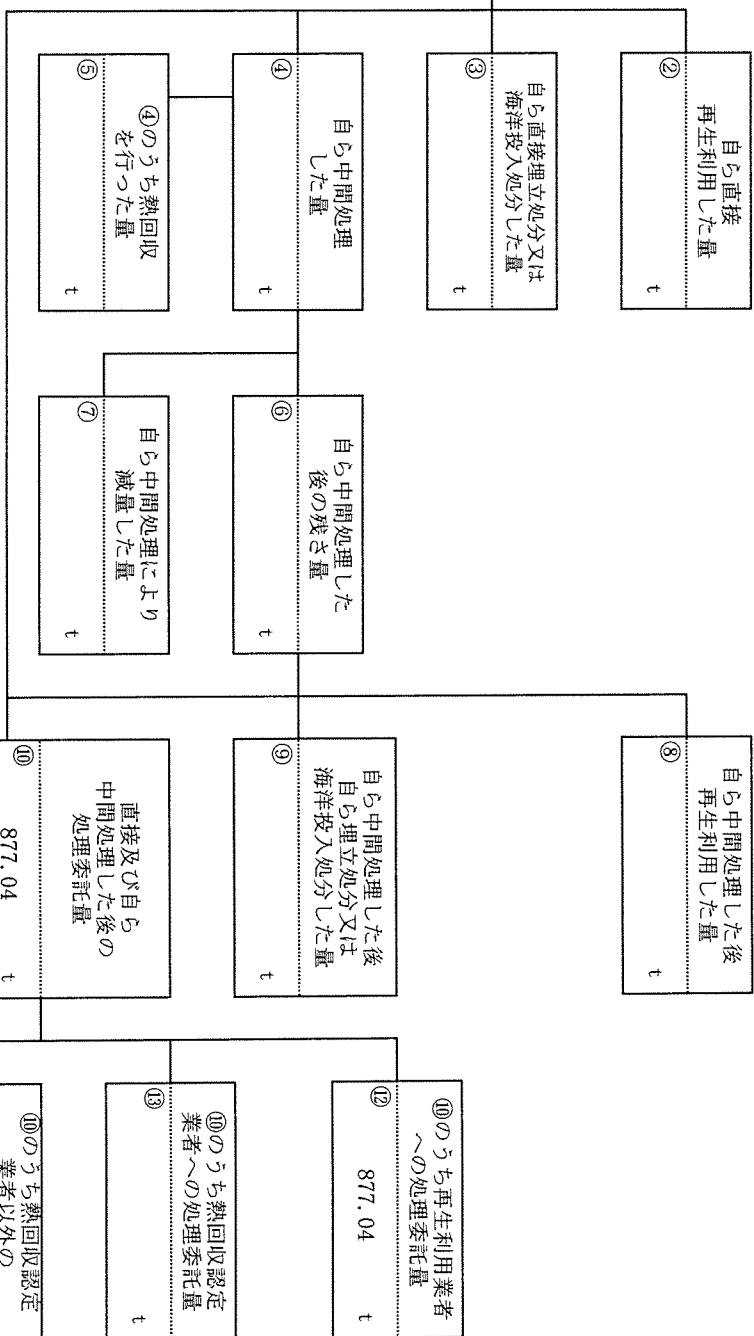 自ら直接
再生利用した量
②
t
自ら直接埋立処分又は
海洋投入処分した量
③
t
自ら中間処理
した量
④
t
④のうち熱回収
を行った量
⑤
t
自ら中間処理した
後の残さ量
⑥
t
自ら中間処理により
減量した量
⑦
t
自ら中間処理した後
再生利用した量
⑧
t
自ら中間処理した後
自ら埋立処分又は
海洋投入処分した量
⑨
t
直接及び自ら
中間処理した後の
処理委託量
⑩
877.04 t
⑩のうち再生利用業者
への処理委託量
⑫
877.04 t
⑩のうち熱回収認定
業者への処理委託量
⑬
t
⑩のうち熱回収認定
業者以外の